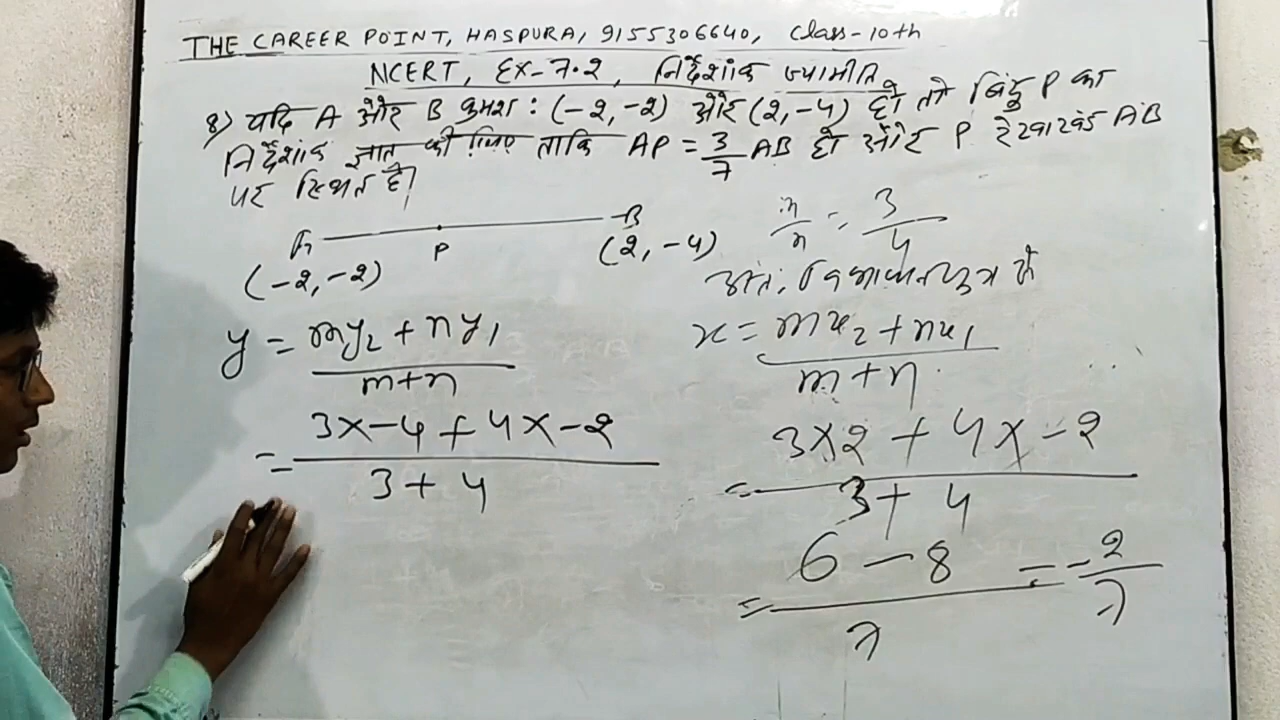 THE CAREER POINT, HASPURA, 9155306640, Class-10th
NCERT, Ex-7.2, निर्देशांक ज्यामीति
8) यदि A और B क्रमश: (-2,-2) और (2,-4) हो तो बिंदु P का
निर्देशांक ज्ञात कीजिए ताकि AP = 3/7 AB हो और P रेखाखंड AB
पर स्थित है।
A P B
(-2,-2) (2,-4)
m/n = 3/4
अत:, विभाजन सूत्र से
y = my₂ + ny₁ / m+n
= 3x-4 + 4x-2 / 3+4
x = mx₂ + nx₁ / m+n
= 3x2 + 4x-2 / 3+4
= 6-8 / 7 = -2/7